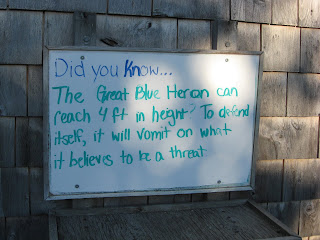 Did you Know...
The Great Blue Heron can
reach 4 ft in height? To defend
itself, it will vomit on what
it believes to be a threat